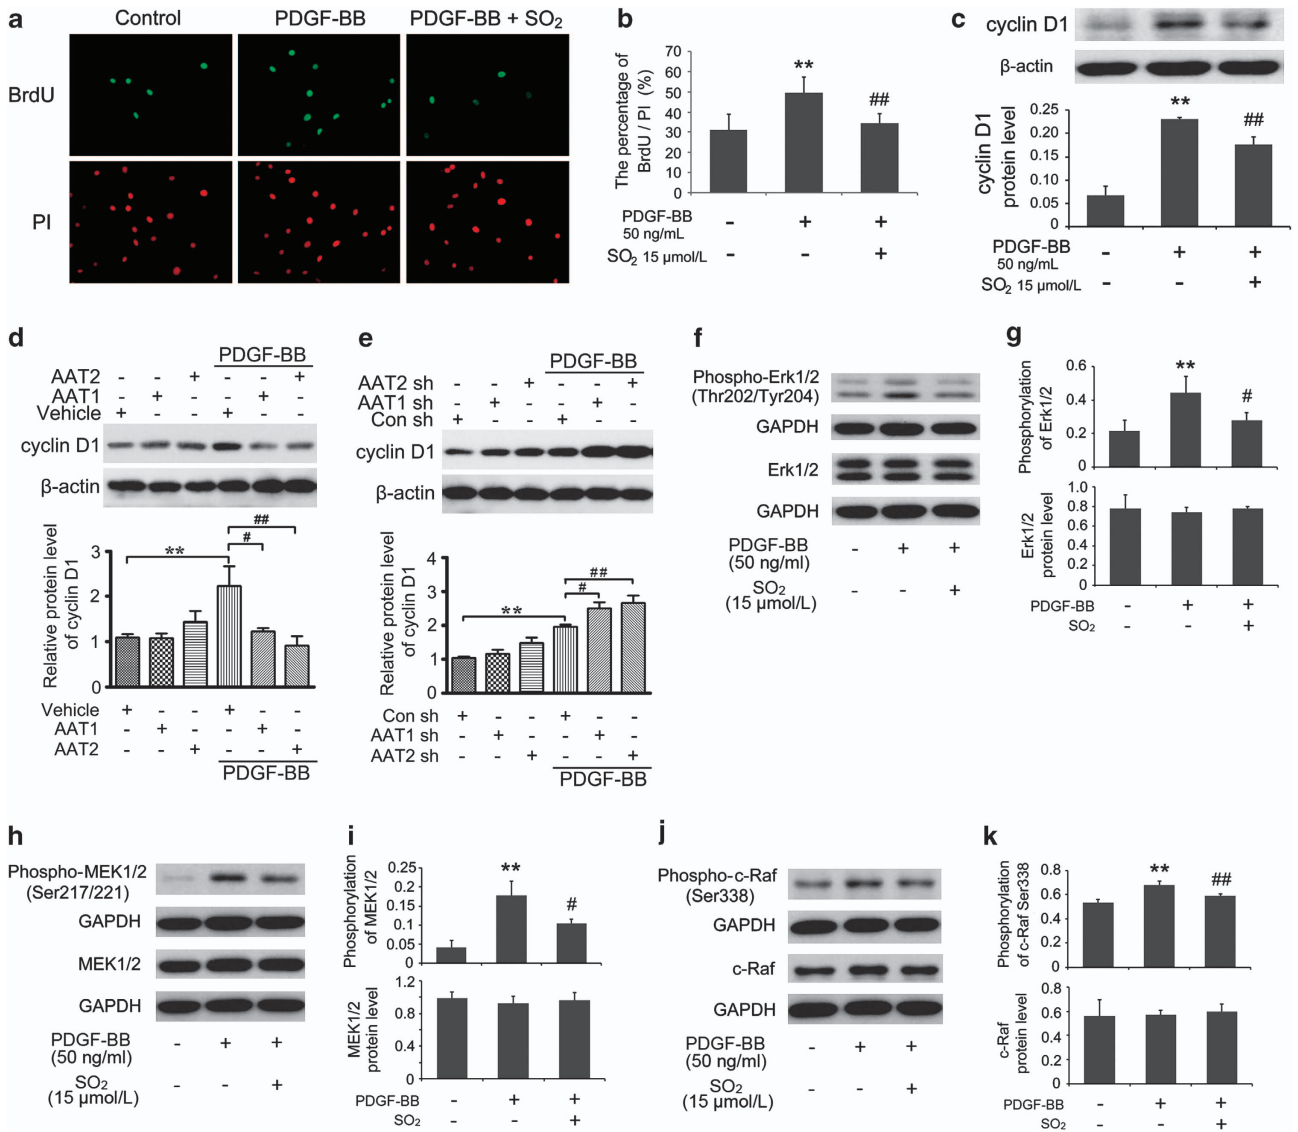 a
Control PDGF-BB PDGF-BB + SO2
BrdU
PI
b
The percentage of
BrdU / PI (%)
70
60
50
40
30
20
10
0
** ##
PDGF-BB
50 ng/mL - + +
SO2 15 µmol/L - - +
c
cyclin D1
β-actin
cyclin D1
protein level
0.25
0.20
0.15
0.10
0.05
0
** ##
PDGF-BB
50 ng/mL - + +
SO2 15 µmol/L - - +
d
PDGF-BB
AAT2 - - + - - +
AAT1 - + - - + -
Vehicle + - - + - -
cyclin D1
β-actin
Relative protein level
of cyclin D1
3
2
1
0
** # ##
Vehicle + - - + - -
AAT1 - + - - + -
AAT2 - - + - - +
PDGF-BB
e
PDGF-BB
AAT2 sh - - + - - +
AAT1 sh - + - - + -
Con sh + - - + - -
cyclin D1
β-actin
Relative protein level
of cyclin D1
4
3
2
1
0
** # ##
Con sh + - - + - -
AAT1 sh - + - - + -
AAT2 sh - - + - - +
PDGF-BB
f
Phospho-Erk1/2
(Thr202/Tyr204)
GAPDH
Erk1/2
GAPDH
PDGF-BB
(50 ng/ml) - + +
SO2
(15 µmol/L) - - +
g
Phosphorylation
of Erk1/2
0.6
0.4
0.2
0
** #
Erk1/2
protein level
1.0
0.8
0.6
0.4
0.2
0
PDGF-BB - + +
SO2 - - +
h
Phospho-MEK1/2
(Ser217/221)
GAPDH
MEK1/2
GAPDH
PDGF-BB
(50 ng/ml) - + +
SO2
(15 µmol/L) - - +
i
Phosphorylation
of MEK1/2
0.25
0.2
0.15
0.1
0.05
0
** #
MEK1/2
protein level
1.2
0.8
0.4
0
PDGF-BB - + +
SO2 - - +
j
Phospho-c-Raf
(Ser338)
GAPDH
c-Raf
GAPDH
PDGF-BB
(50 ng/ml) - + +
SO2
(15 µmol/L) - - +
k
Phosphorylation
of c-Raf Ser338
0.8
0.6
0.4
0.2
0
** ##
c-Raf
protein level
0.8
0.6
0.4
0.2
0
PDGF-BB - + +
SO2 - - +